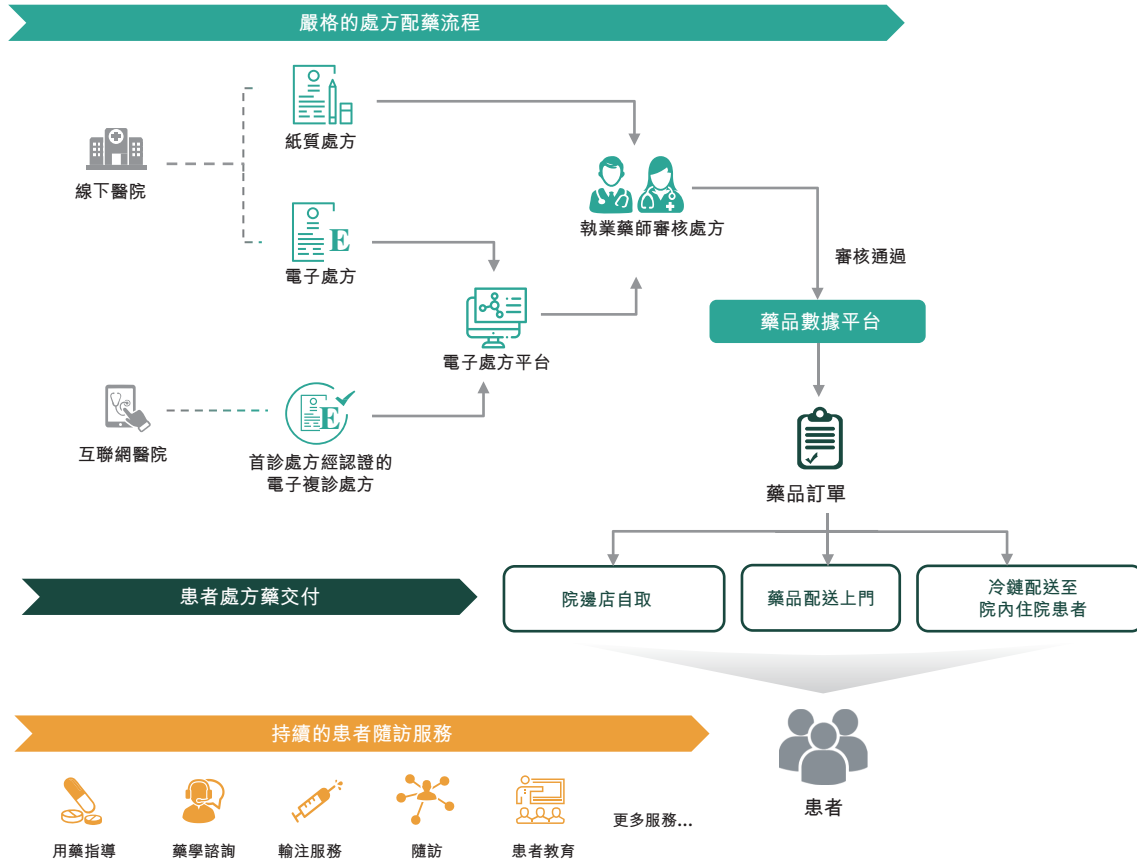 嚴格的處方配藥流程
紙質處方
線下醫院
E
電子處方
執業藥師審核處方
審核通過
藥品數據平台
電子處方平台
E
互聯網醫院
首診處方經認證的
電子複診處方
藥品訂單
患者處方藥交付
院邊店自取
藥品配送上門
冷鏈配送至
院內住院患者
持續的患者隨訪服務
患者
用藥指導
藥學諮詢
輸注服務
隨訪
患者教育
更多服務...